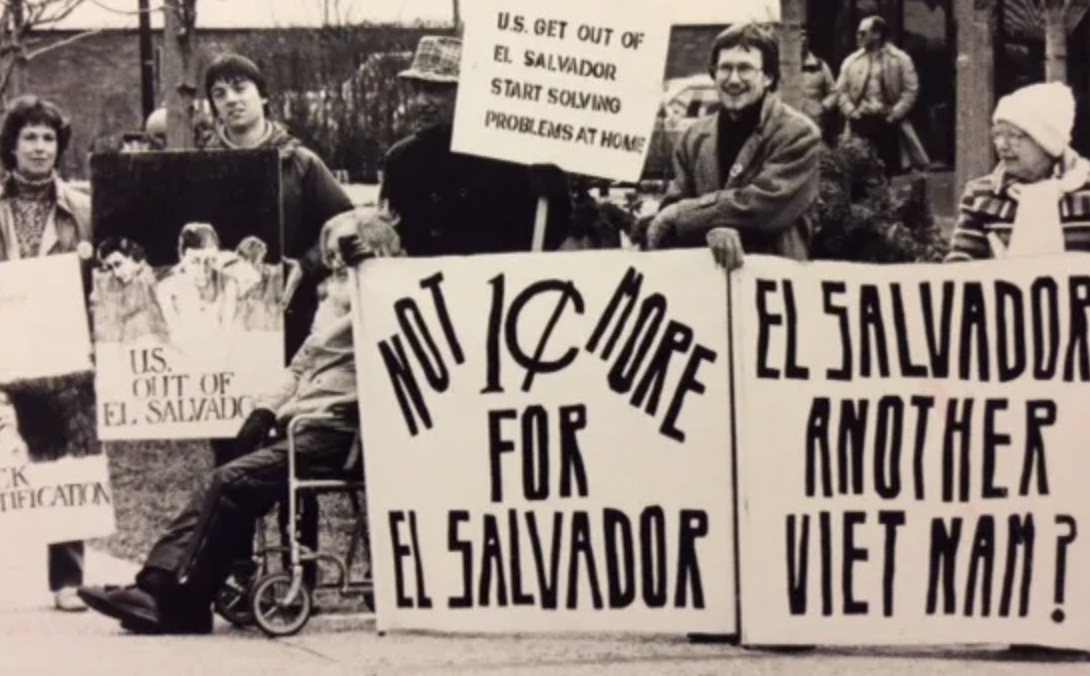 U.S. GET OUT OF
EL SALVADOR
START SOLVING
PROBLEMS AT HOME
U.S.
OUT OF
EL SALVADO
CK
TIFICATION
NOT 1¢ MORE
FOR
EL SALVADOR
EL SALVADOR
ANOTHER
VIET NAM?